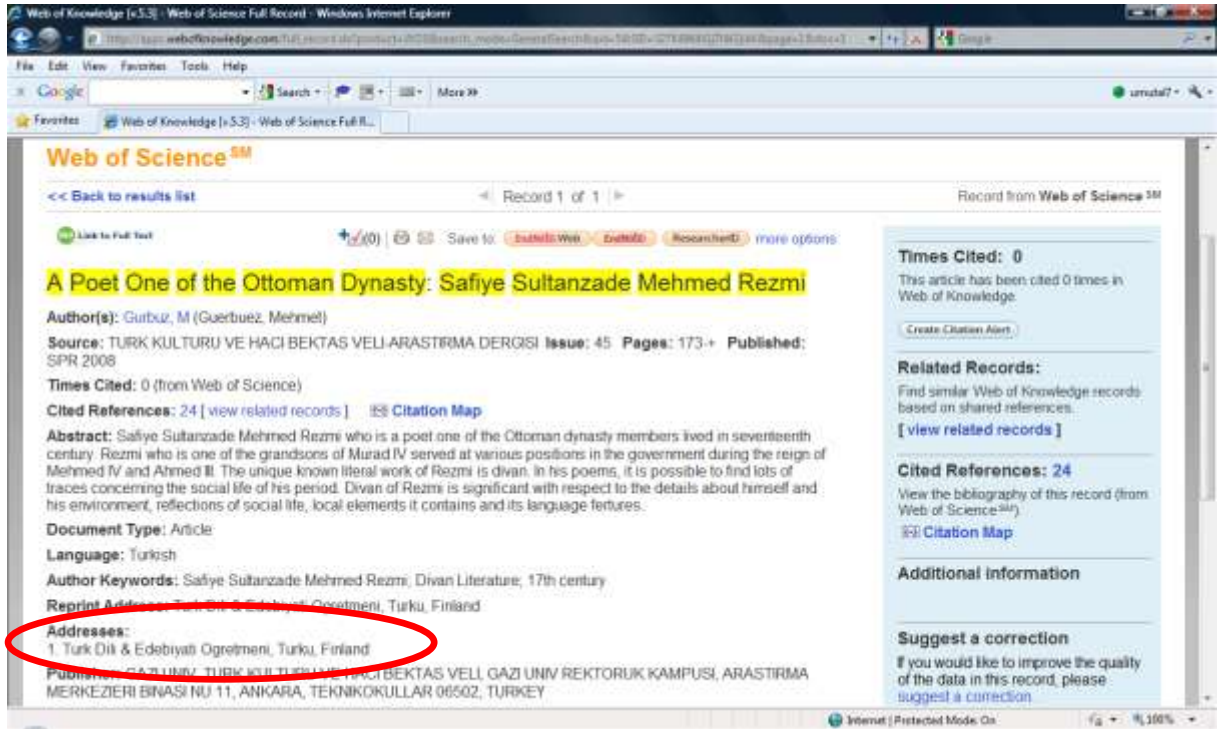 Web of Knowledge [v.5.3] - Web of Science Full Record - Windows Internet Explorer
File Edit View Favorites Tools Help
Google Search More »
Favorites Web of Knowledge [v.5.3] - Web of Science Full R...
Web of Science SM
<< Back to results list
Record 1 of 1
Record from Web of Science SM
Link to Full Text
(0) Save to: EndNote Web EndNote ResearcherID more options
A Poet One of the Ottoman Dynasty: Safiye Sultanzade Mehmed Rezmi
Author(s): Gurbuz, M (Guerbuez, Mehmet)
Source: TURK KULTURU VE HACI BEKTAS VELI-ARASTIRMA DERGISI Issue: 45 Pages: 173-+ Published:
SPR 2008
Times Cited: 0 (from Web of Science)
Cited References: 24 [ view related records ] Citation Map
Abstract: Safiye Sultanzade Mehmed Rezmi who is a poet one of the Ottoman dynasty members lived in seventeenth
century. Rezmi who is one of the grandsons of Murad IV served at various positions in the government during the reign of
Mehmed IV and Ahmed III. The unique known literal work of Rezmi is divan. In his poems, it is possible to find lots of
traces concerning the social life of his period. Divan of Rezmi is significant with respect to the details about himself and
his environment, reflections of social life, local elements it contains and its language fertures.
Document Type: Article
Language: Turkish
Author Keywords: Safiye Sultanzade Mehmed Rezmi; Divan Literature; 17th century
Reprint Address: Turk Dili & Edebiyati Ogretmeni, Turku, Finland
Addresses:
1. Turk Dili & Edebiyati Ogretmeni, Turku, Finland
Publisher: GAZI UNIV, TURK KULTURU VE HACI BEKTAS VELI, GAZI UNIV REKTORUK KAMPUSI, ARASTIRMA
MERKEZIERI BINASI NU 11, ANKARA, TEKNIKOKULLAR 06502, TURKEY
Times Cited: 0
This article has been cited 0 times in
Web of Knowledge.
Create Citation Alert
Related Records:
Find similar Web of Knowledge records
based on shared references.
[ view related records ]
Cited References: 24
View the bibliography of this record (from
Web of Science SM).
Citation Map
Additional information
Suggest a correction
If you would like to improve the quality
of the data in this record, please
suggest a correction
Internet | Protected Mode: On 100%